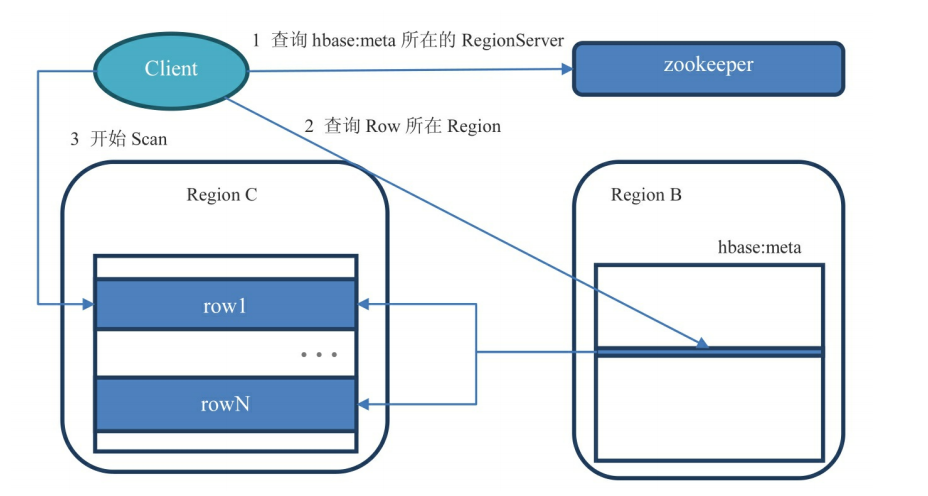 1 查询 hbase:meta 所在的 RegionServer
Client
zookeeper
2 查询 Row 所在 Region
3 开始 Scan
Region C
Region B
hbase:meta
row1
...
rowN